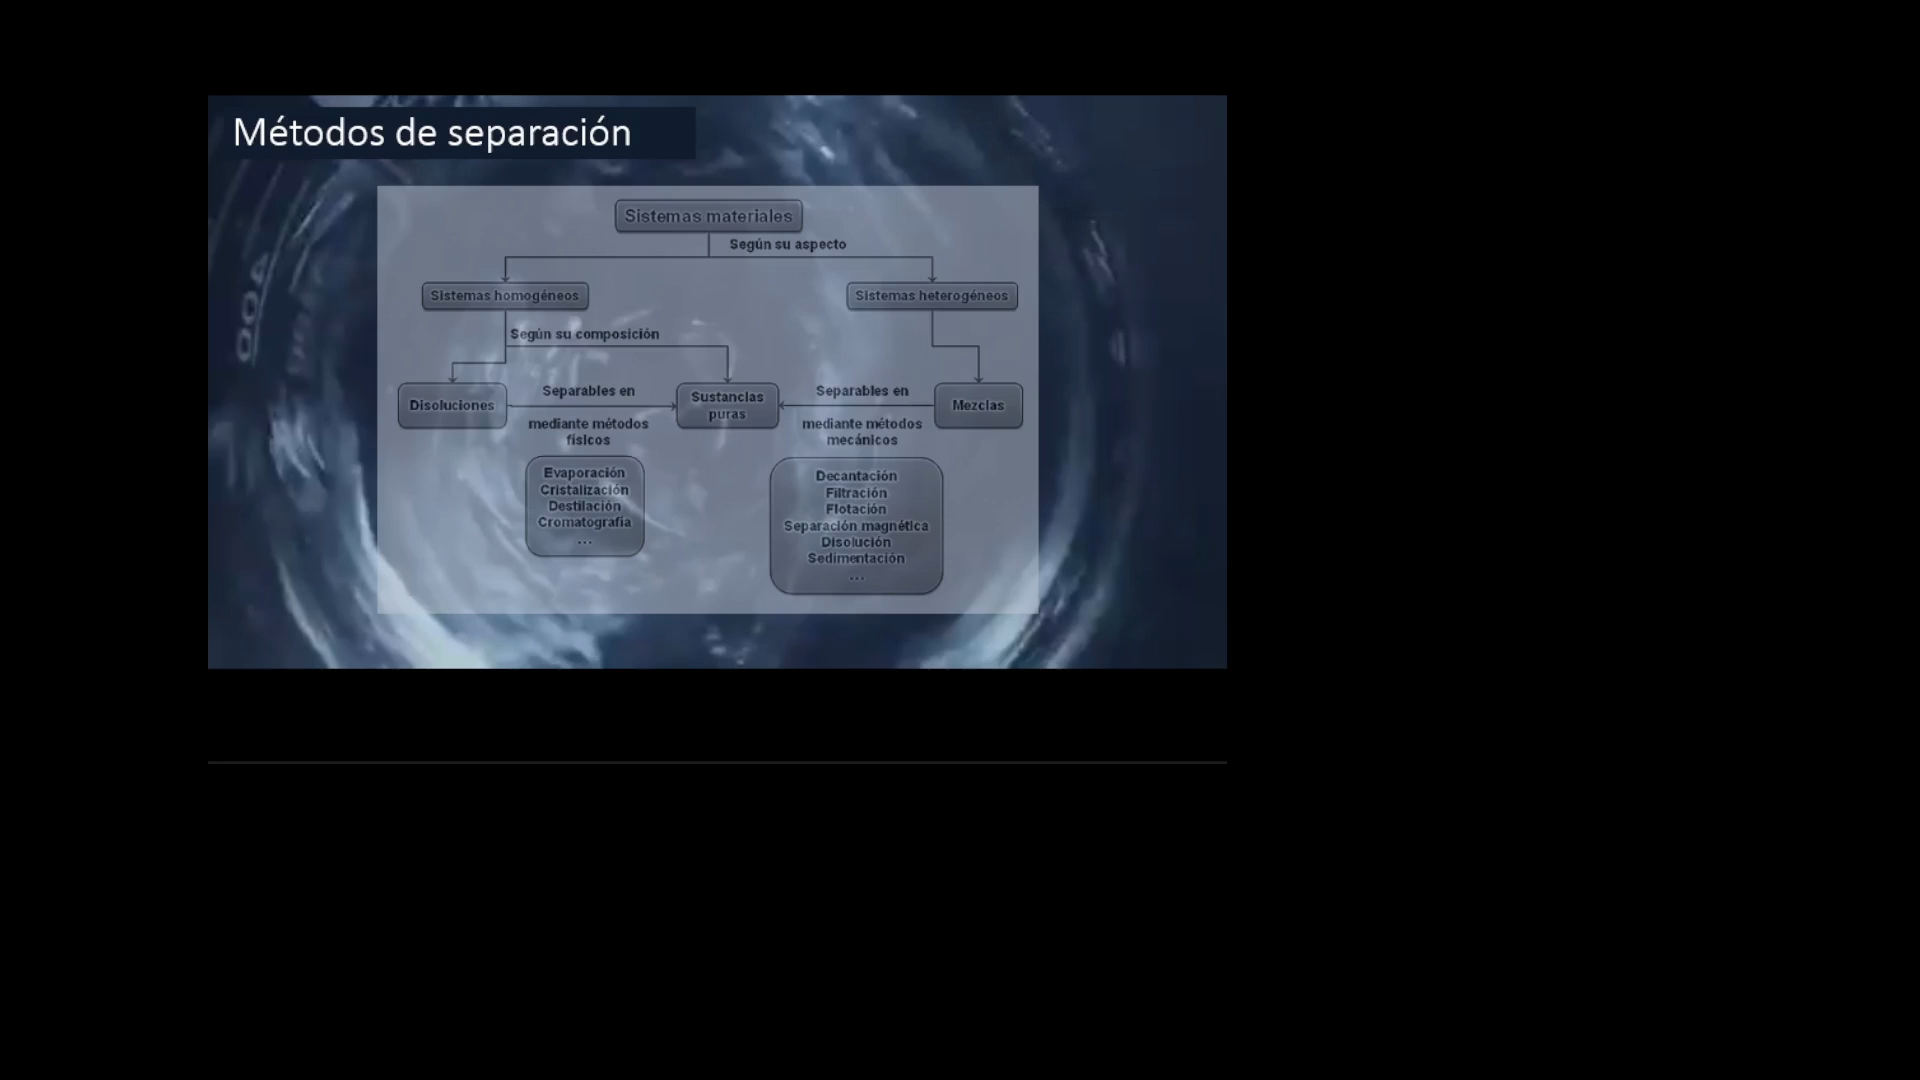 Métodos de separación
Sistemas materiales
Según su aspecto
Sistemas homogéneos
Sistemas heterogéneos
Según su composición
Disoluciones
Separables en
mediante métodos
físicos
Sustancias
puras
Separables en
mediante métodos
mecánicos
Mezclas
Evaporación
Cristalización
Destilación
Cromatografía
...
Decantación
Filtración
Flotación
Separación magnética
Disolución
Sedimentación
...